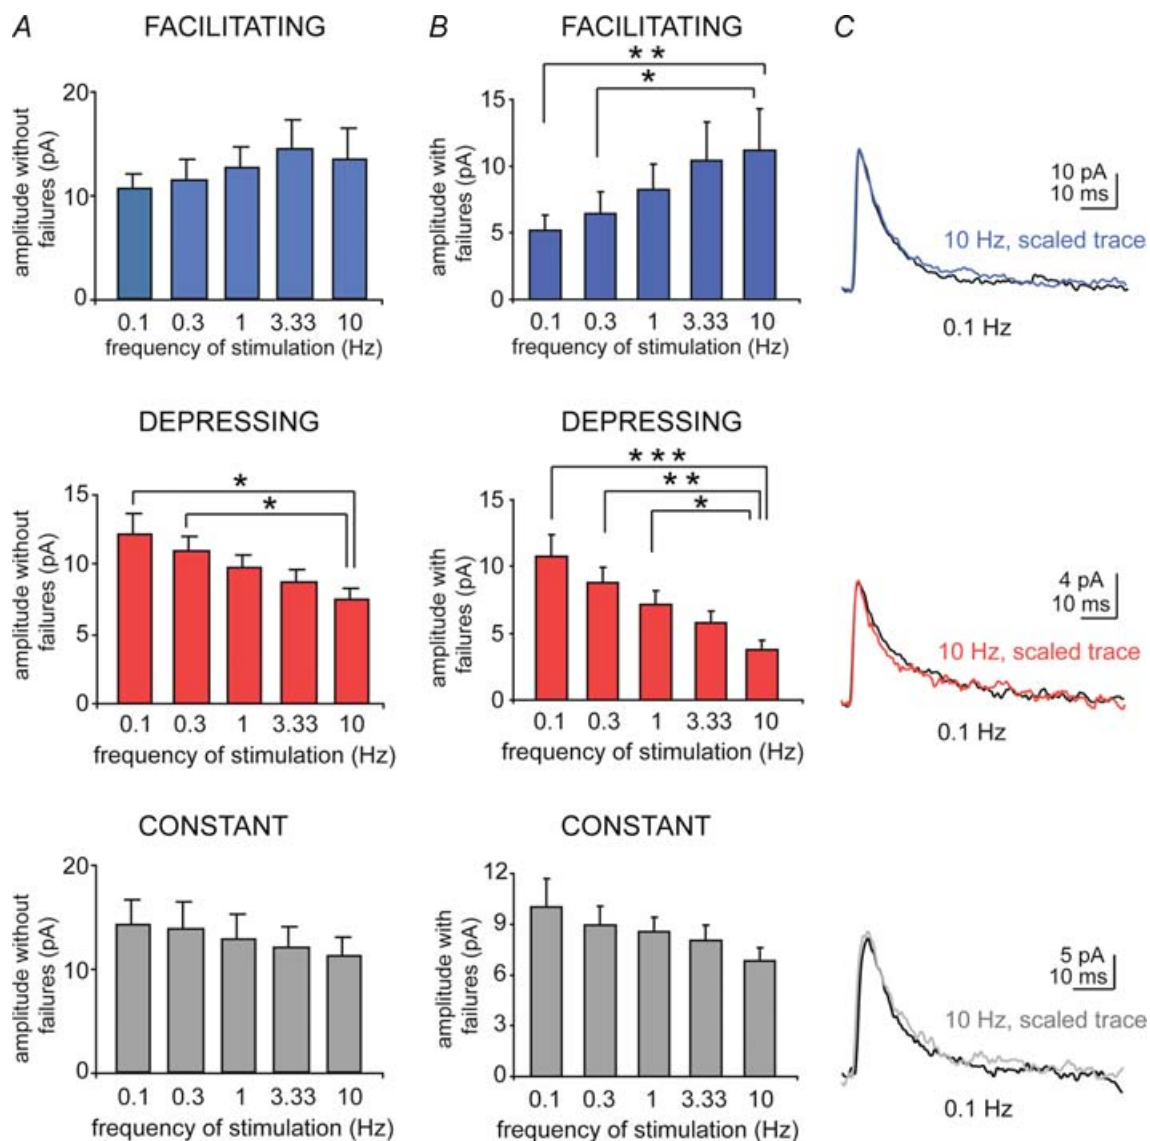 A
FACILITATING
amplitude without
failures (pA)
20
10
0
0.1 0.3 1 3.33 10
frequency of stimulation (Hz)
B
FACILITATING
**
*
amplitude with
failures (pA)
15
10
5
0
0.1 0.3 1 3.33 10
frequency of stimulation (Hz)
C
10 pA
10 ms
10 Hz, scaled trace
0.1 Hz
DEPRESSING
*
*
amplitude without
failures (pA)
15
10
5
0
0.1 0.3 1 3.33 10
frequency of stimulation (Hz)
DEPRESSING
***
**
*
amplitude with
failures (pA)
15
10
5
0
0.1 0.3 1 3.33 10
frequency of stimulation (Hz)
4 pA
10 ms
10 Hz, scaled trace
0.1 Hz
CONSTANT
amplitude without
failures (pA)
20
10
0
0.1 0.3 1 3.33 10
frequency of stimulation (Hz)
CONSTANT
amplitude with
failures (pA)
12
9
6
3
0
0.1 0.3 1 3.33 10
frequency of stimulation (Hz)
5 pA
10 ms
10 Hz, scaled trace
0.1 Hz